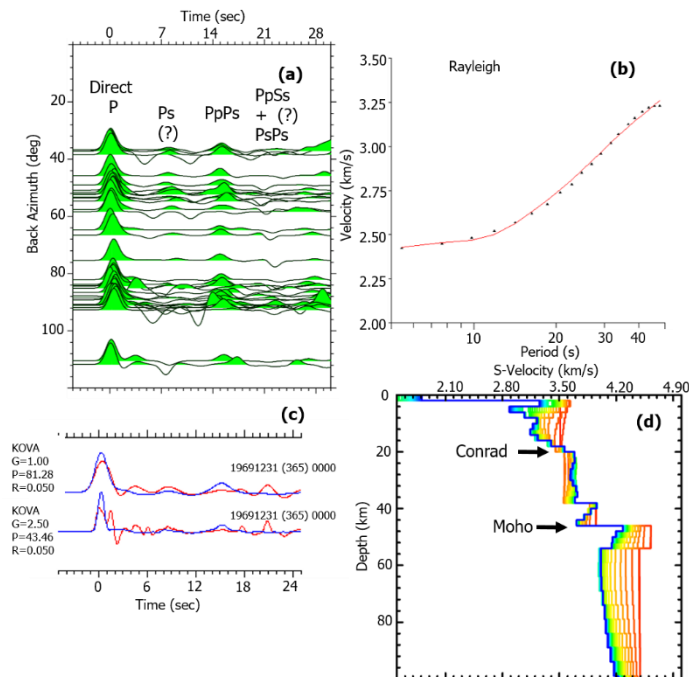 Time (sec)
0 7 14 21 28
(a)
Direct
P
Ps
(?)
PpPs
PpSs
+ (?)
PsPs
20
40
60
80
100
Back Azimuth (deg)
Rayleigh
(b)
3.50
3.25
3.00
2.75
2.50
2.25
2.00
Velocity (km/s)
10 20 30 40
Period (s)
(c)
KOVA
G=1.00
P=81.28
R=0.050
19691231 (365) 0000
KOVA
G=2.50
P=43.46
R=0.050
19691231 (365) 0000
0 6 12 18 24
Time (sec)
S-Velocity (km/s)
2.10 2.80 3.50 4.20 4.90
0
20
40
60
80
Depth (km)
(d)
Conrad
Moho